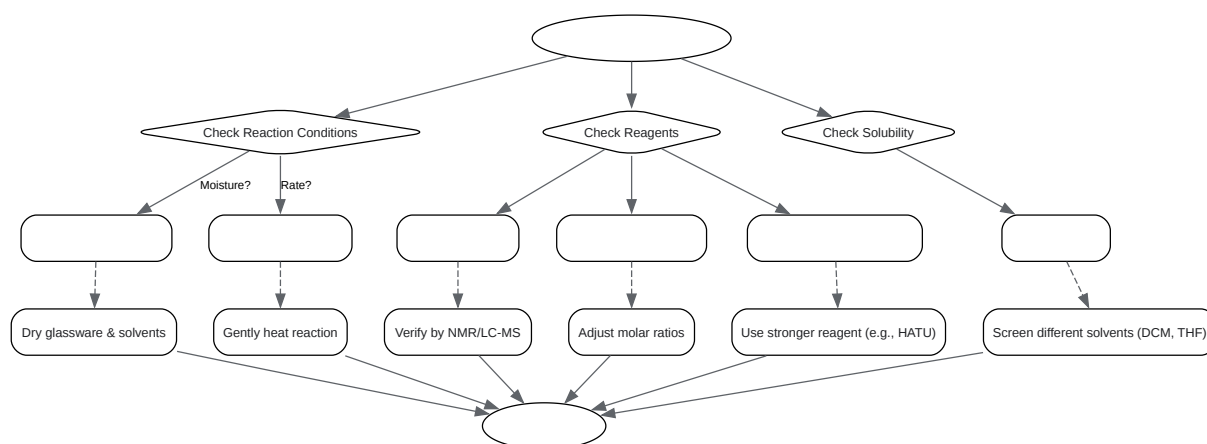 Check Reaction Conditions
Check Reagents
Check Solubility
Moisture?
Rate?
Dry glassware & solvents
Gently heat reaction
Verify by NMR/LC-MS
Adjust molar ratios
Use stronger reagent (e.g., HATU)
Screen different solvents (DCM, THF)